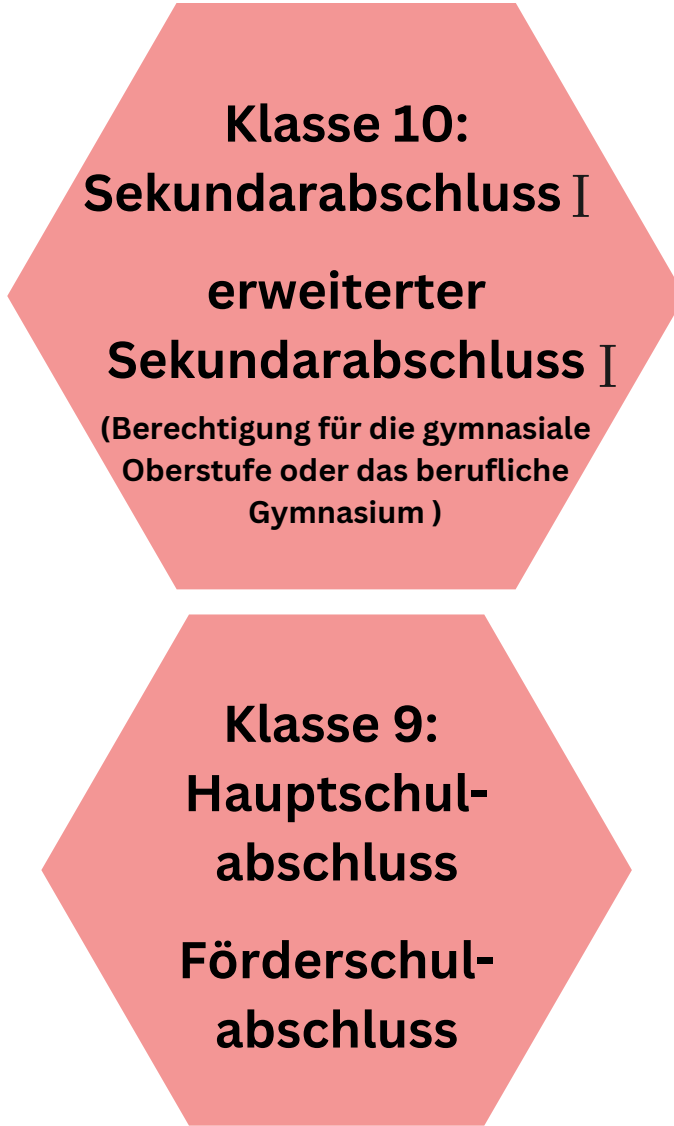 Klasse 10:
Sekundarabschluss I
erweiterter
Sekundarabschluss I
(Berechtigung für die gymnasiale
Oberstufe oder das berufliche
Gymnasium )
Klasse 9:
Hauptschul-
abschluss
Förderschul-
abschluss